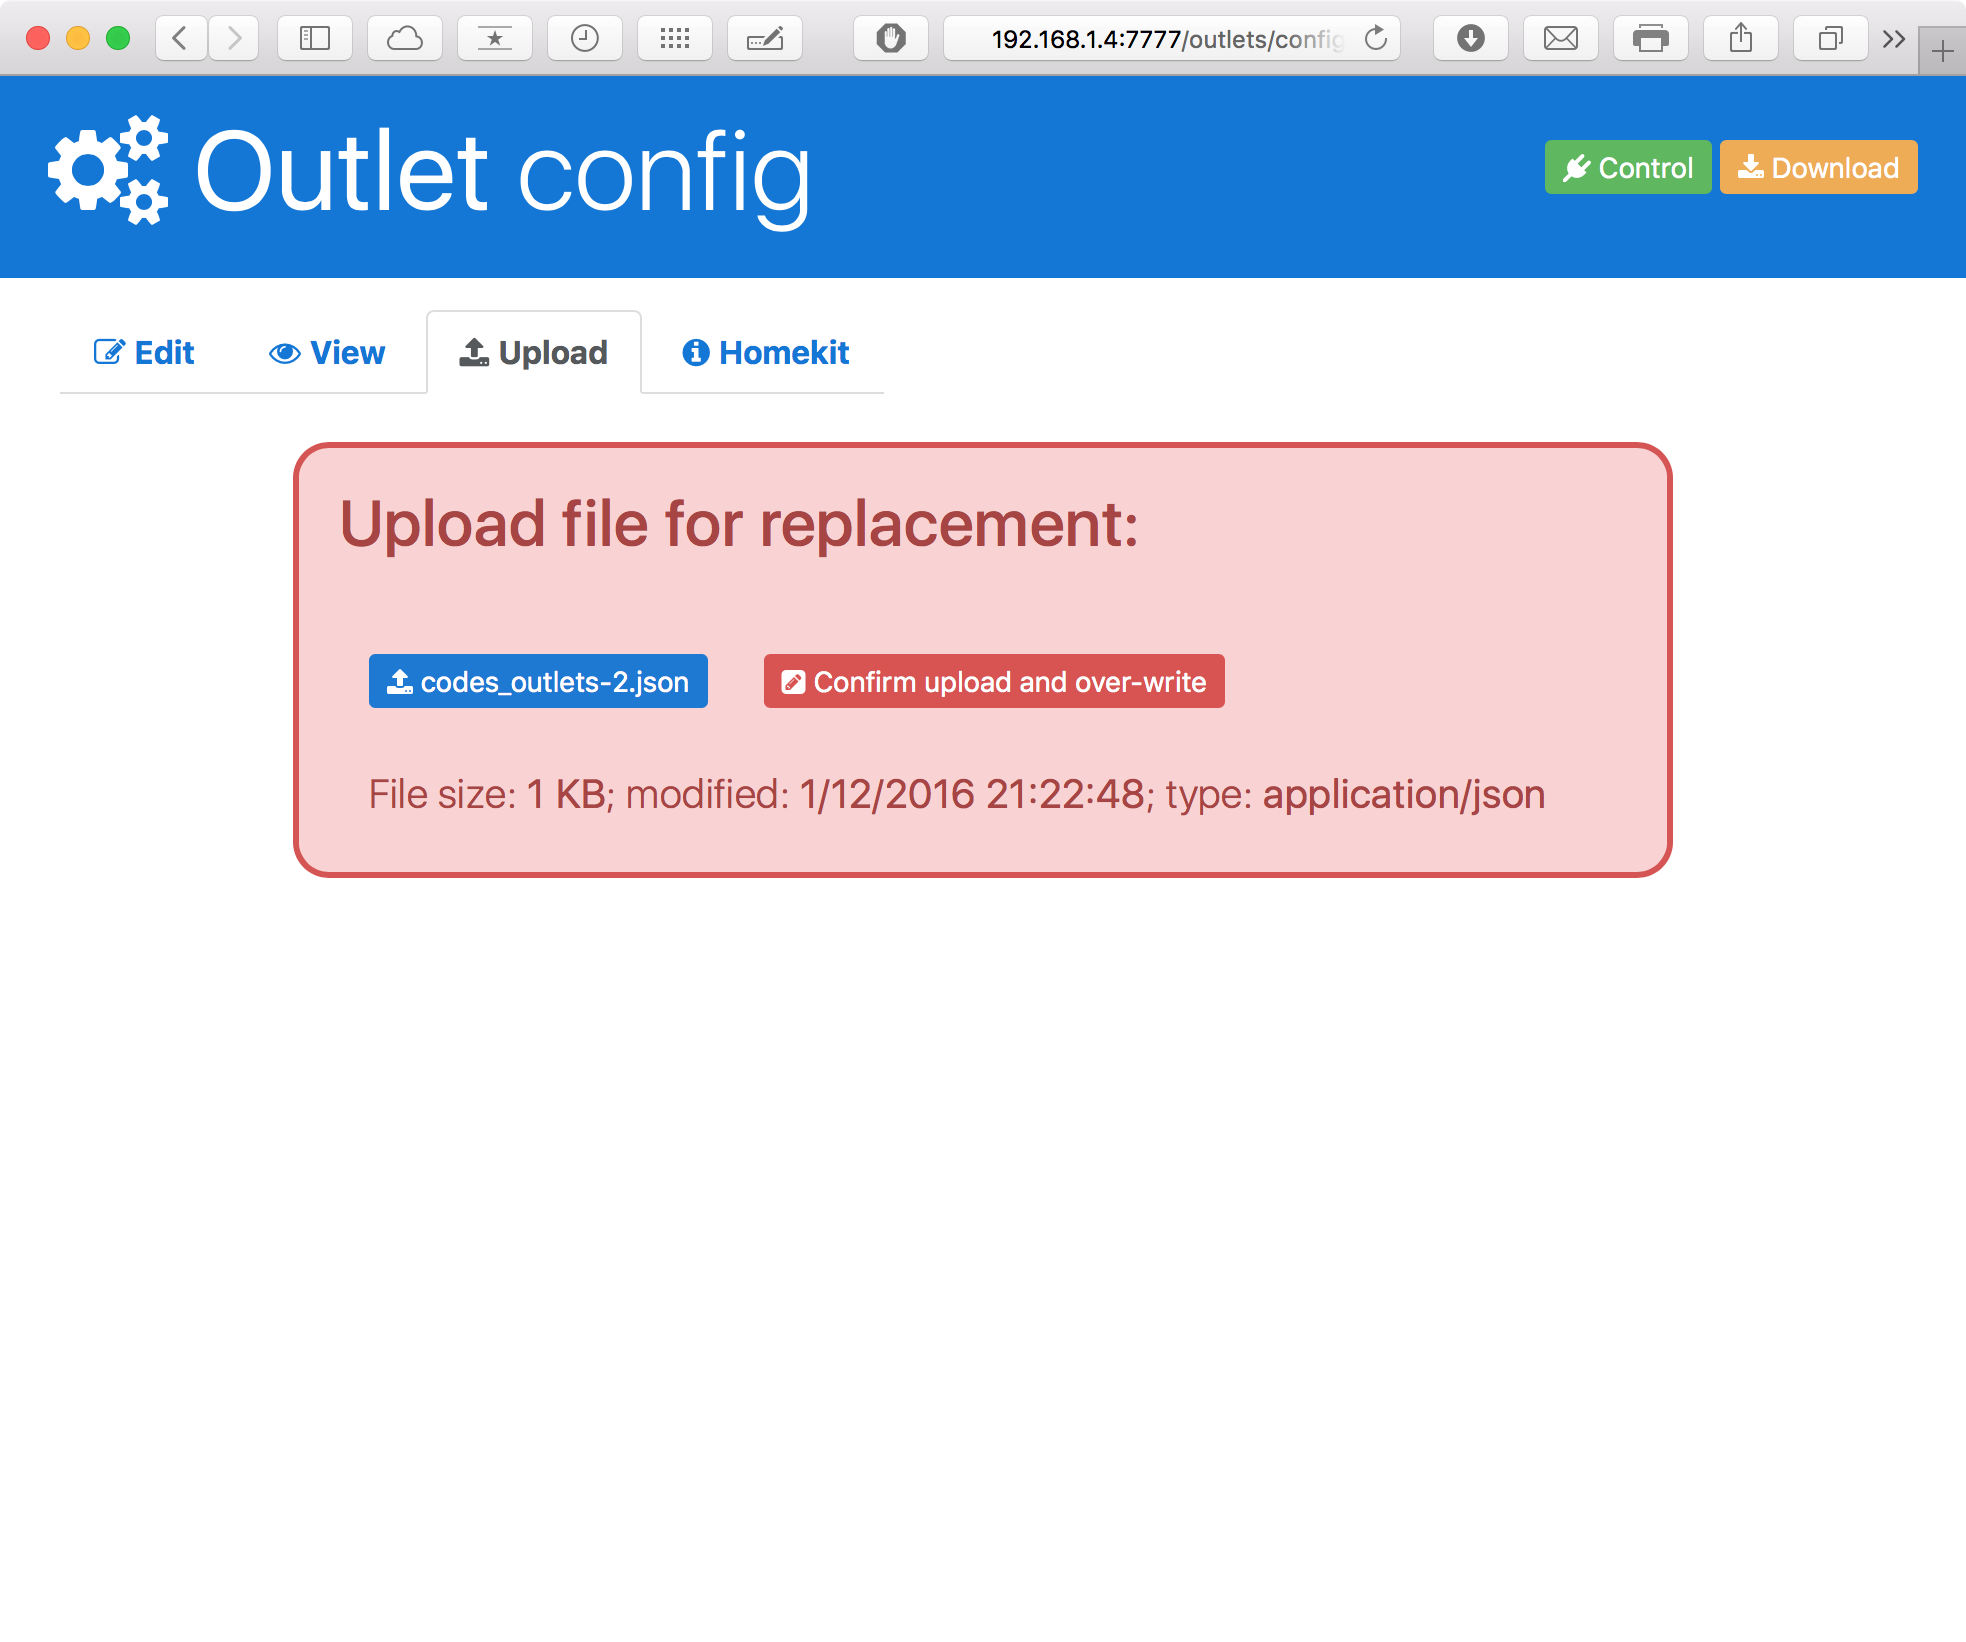 192.168.1.4:7777/outlets/config
Outlet config
Control
Download
Edit
View
Upload
Homekit
Upload file for replacement:
codes_outlets-2.json
Confirm upload and over-write
File size: 1 KB; modified: 1/12/2016 21:22:48; type: application/json